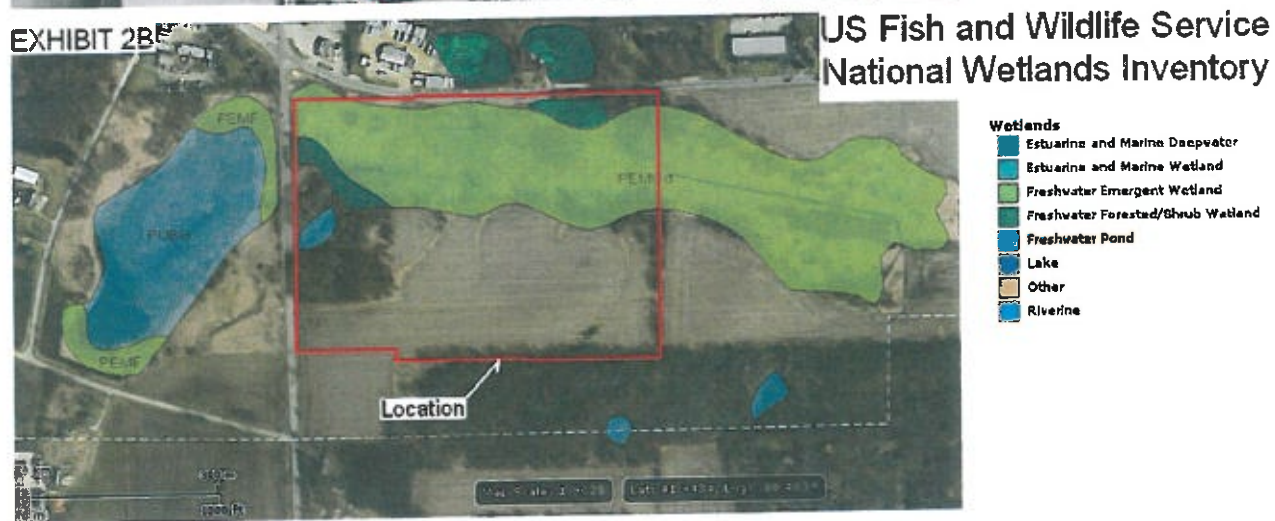 EXHIBIT 2B
US Fish and Wildlife Service
National Wetlands Inventory
Wetlands
Estuarine and Marine Deepwater
Estuarine and Marine Wetland
Freshwater Emergent Wetland
Freshwater Forested/Shrub Wetland
Freshwater Pond
Lake
Other
Riverine
PEMF
PEMF
Location